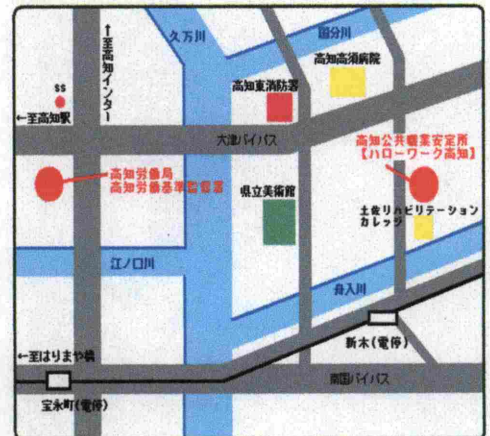 ↑至高知インター
久万川
国分川
高知高須病院
高知東消防署
SS
←至高知駅
大津バイパス
高知公共職業安定所
【ハローワーク高知】
高知労働局
高知労働基準監督署
県立美術館
土佐リハビリテーション
カレッジ
江ノ口川
舟入川
新木(電停)
←至はりまや橋
南国バイパス
宝永町(電停)